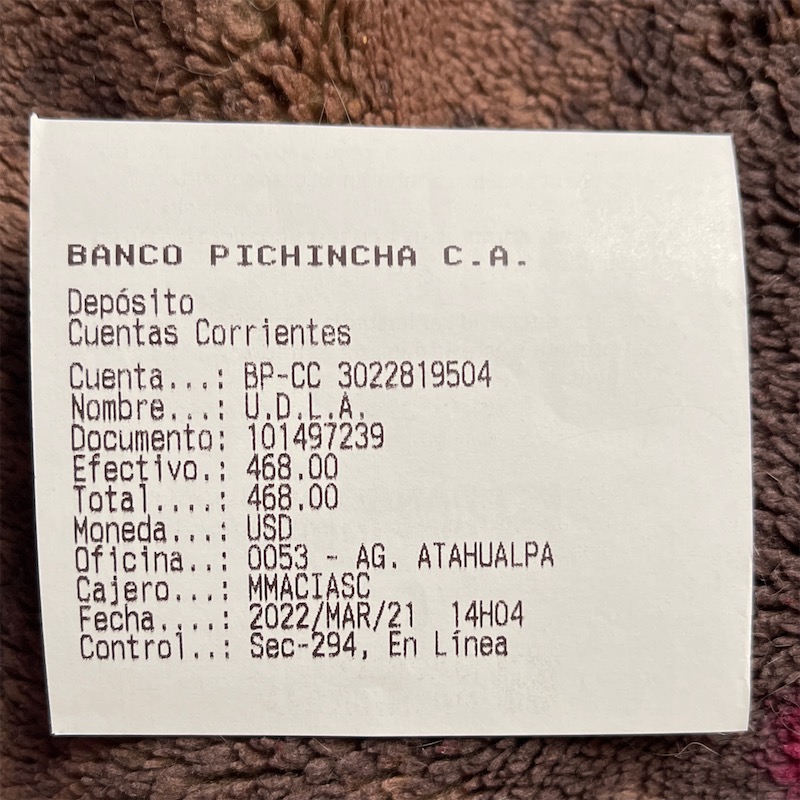 BANCO PICHINCHA C.A.
Depósito
Cuentas Corrientes
Cuenta...: BP-CC 3022819504
Nombre...: U.D.L.A.
Documento: 101497239
Efectivo.: 468.00
Total....: 468.00
Moneda...: USD
Oficina..: 0053 - AG. ATAHUALPA
Cajero...: MMACIASC
Fecha....: 2022/MAR/21 14H04
Control..: Sec-294, En Línea